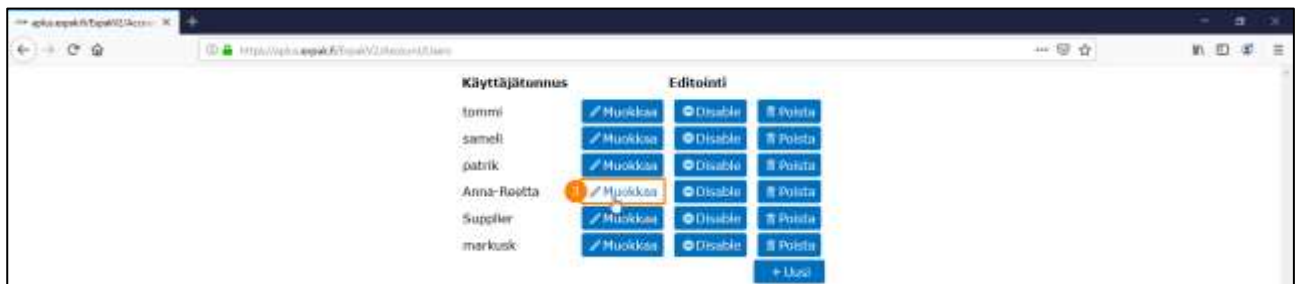 Käyttäjätunnus Editointi
tommi Muokkaa Disable Poista
sameli Muokkaa Disable Poista
patrik Muokkaa Disable Poista
Anna-Reetta Muokkaa Disable Poista
Supplier Muokkaa Disable Poista
markusk Muokkaa Disable Poista
+ Uusi